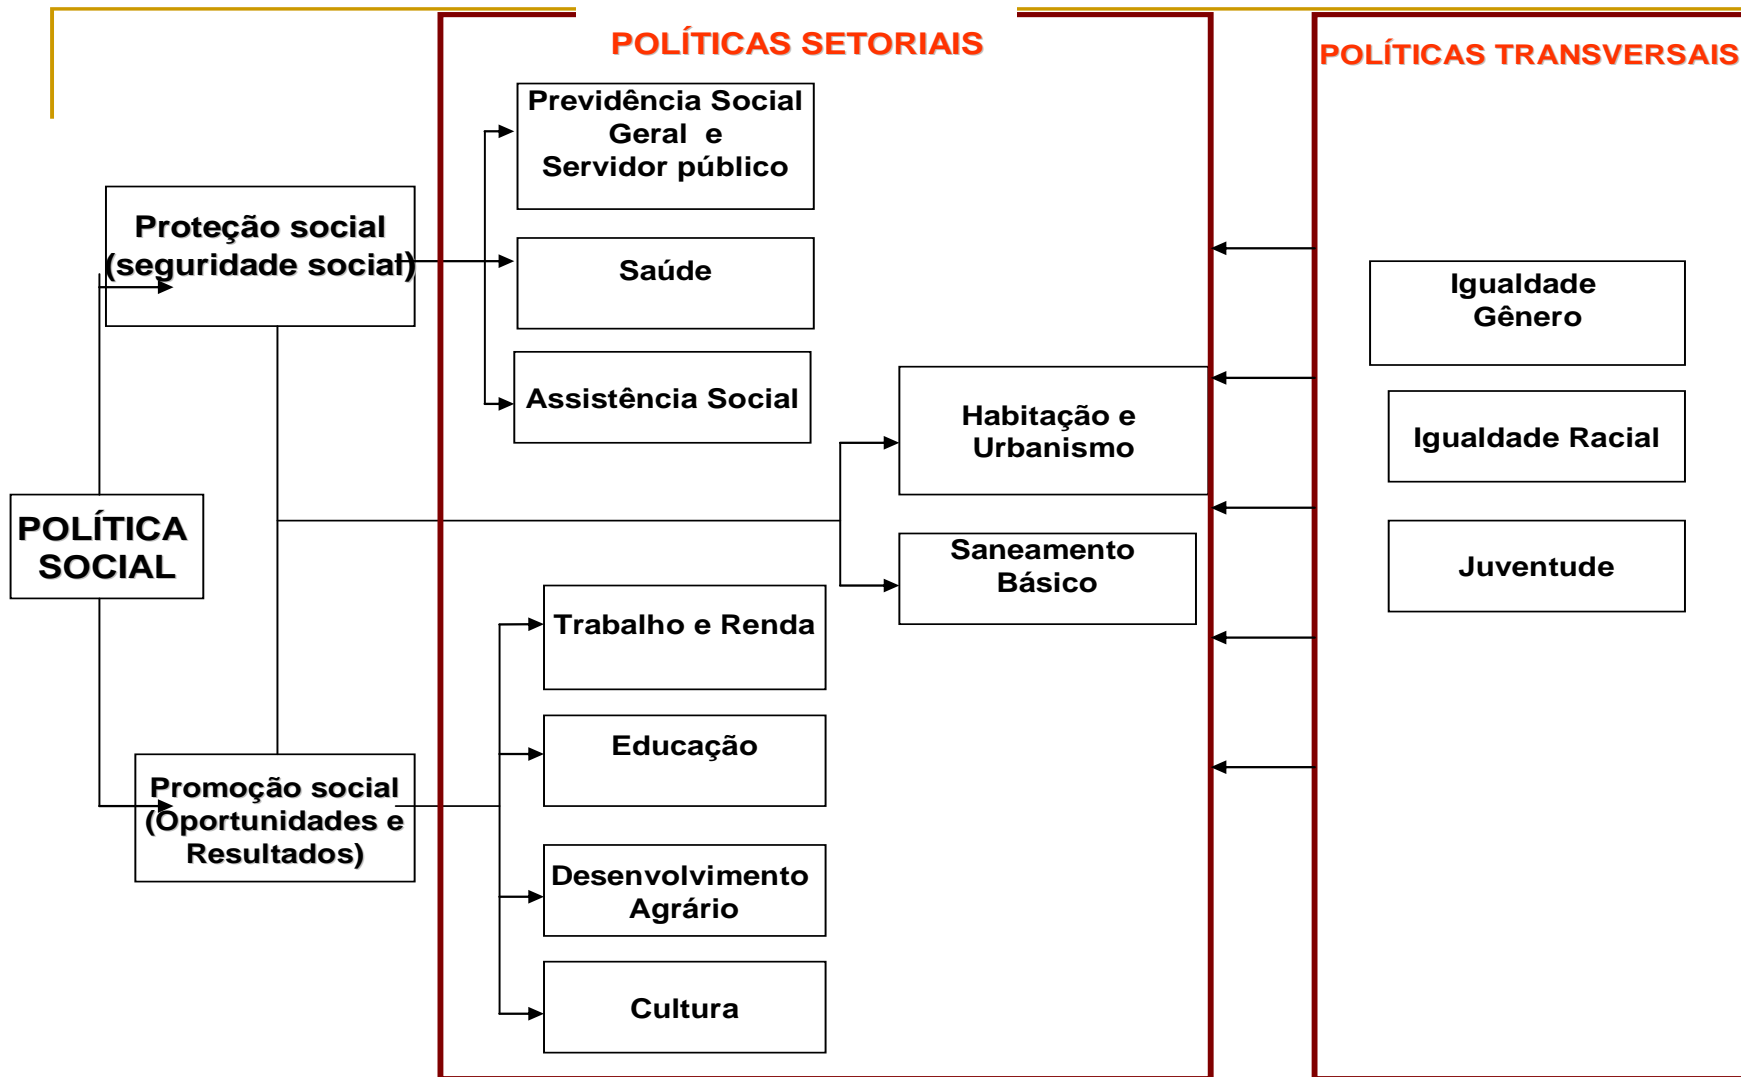 POLÍTICAS SETORIAIS
POLÍTICAS TRANSVERSAIS
Previdência Social
Geral e
Servidor público
Proteção social
(seguridade social)
Saúde
Assistência Social
Habitação e
Urbanismo
POLÍTICA
SOCIAL
Saneamento
Básico
Trabalho e Renda
Educação
Promoção social
(Oportunidades e
Resultados)
Desenvolvimento
Agrário
Cultura
Igualdade
Gênero
Igualdade Racial
Juventude